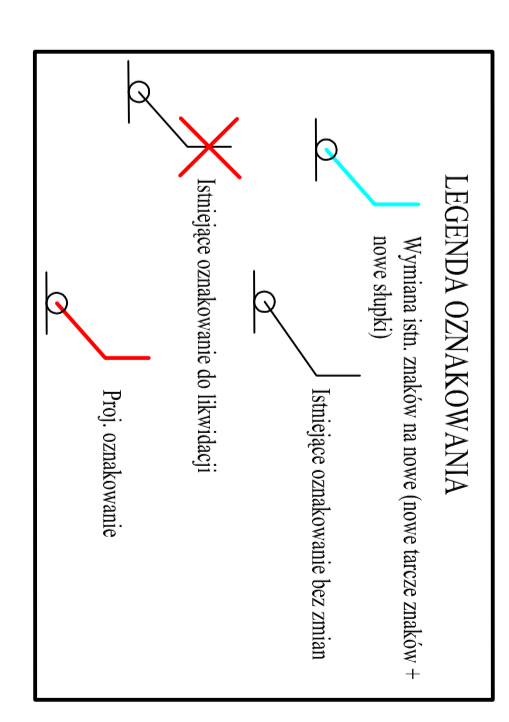 LEGENDA OZNAKOWANIA
Wymiana istn. znaków na nowe (nowe tarcze znaków +
nowe słupki)
Istniejące oznakowanie bez zmian
Istniejące oznakowanie do likwidacji
Proj. oznakowanie